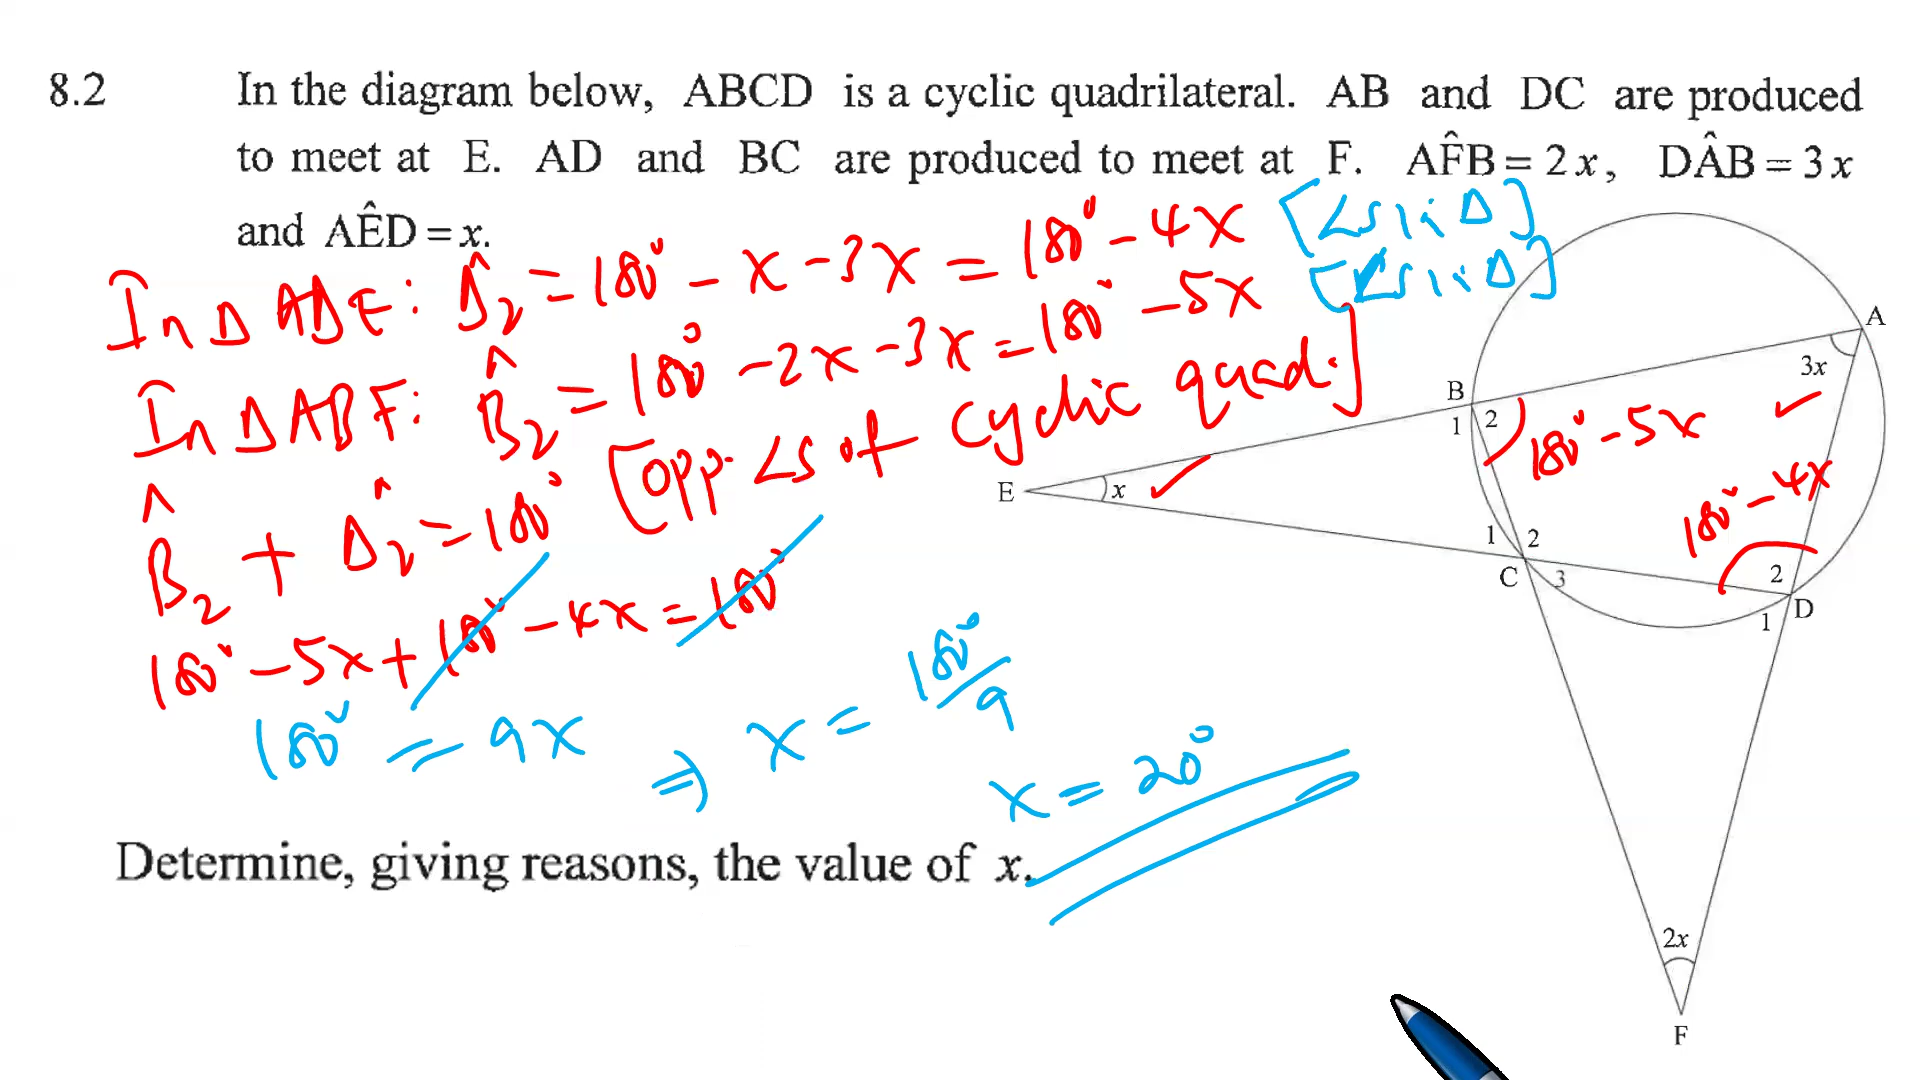 8.2 In the diagram below, ABCD is a cyclic quadrilateral. AB and DC are produced
to meet at E. AD and BC are produced to meet at F. AF̂B = 2x, DÂB = 3x
and AÊD = x.
In Δ ADE: D̂₂ = 180° - x - 3x = 180° - 4x [∠s in Δ]
In Δ ABF: B̂₂ = 180° - 2x - 3x = 180° - 5x [∠s in Δ]
B̂₂ + D̂₂ = 180° [opp. ∠s of cyclic quad.]
180° - 5x + 180° - 4x = 180°
180° = 9x ⇒ x = 180°/9
x = 20°
Determine, giving reasons, the value of x.
A
3x
B
1 2
180° - 5x
E x
180° - 4x
1 2
C 3
2
1 D
2x
F